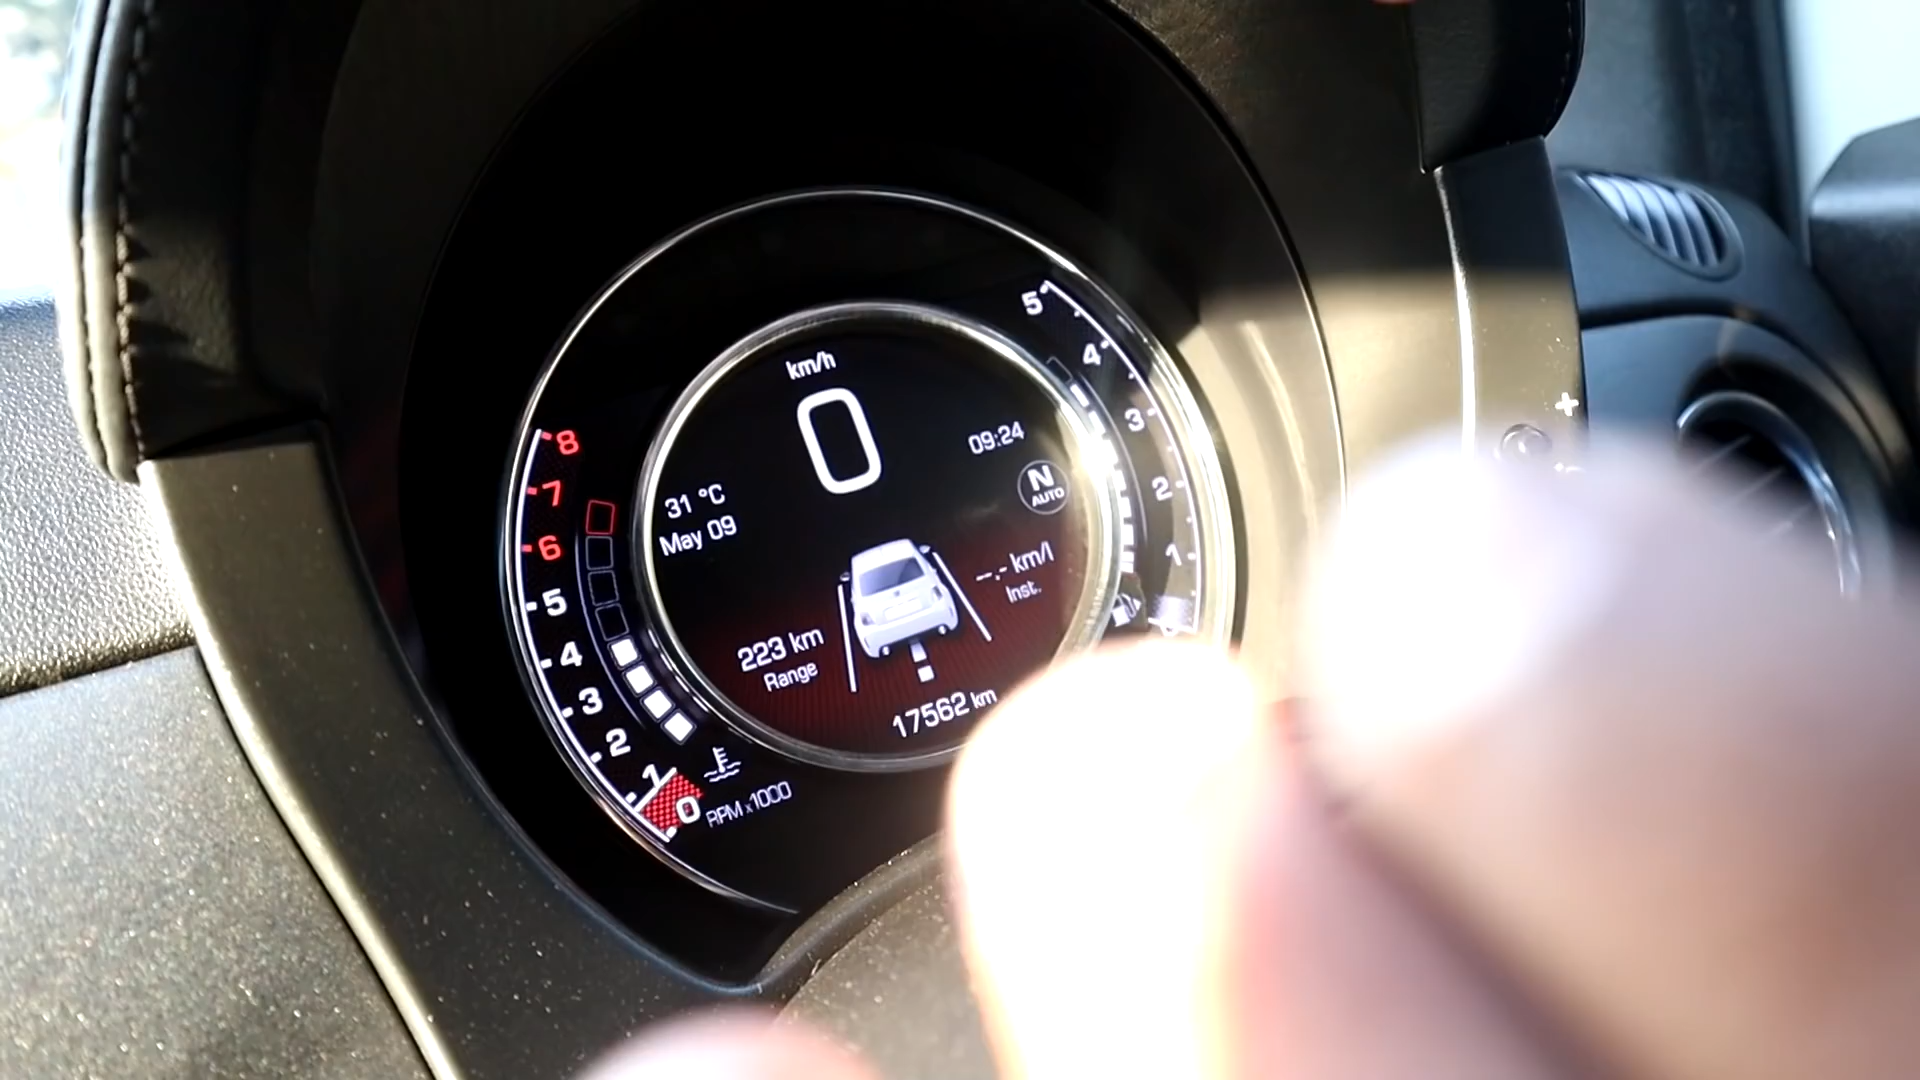 km/h
0
09:24
N
AUTO
31 °C
May 09
--.- km/l
Inst.
223 km
Range
17562 km
8
7
6
5
4
3
2
1
0
RPM x1000
5
4
3
2
1
+